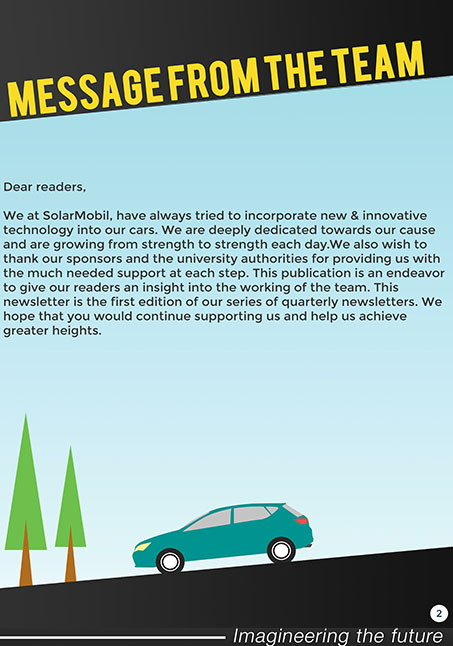 MESSAGE FROM THE TEAM
Dear readers,
We at SolarMobil, have always tried to incorporate new & innovative
technology into our cars. We are deeply dedicated towards our cause
and are growing from strength to strength each day.We also wish to
thank our sponsors and the university authorities for providing us with
the much needed support at each step. This publication is an endeavor
to give our readers an insight into the working of the team. This
newsletter is the first edition of our series of quarterly newsletters. We
hope that you would continue supporting us and help us achieve
greater heights.
2
Imagineering the future